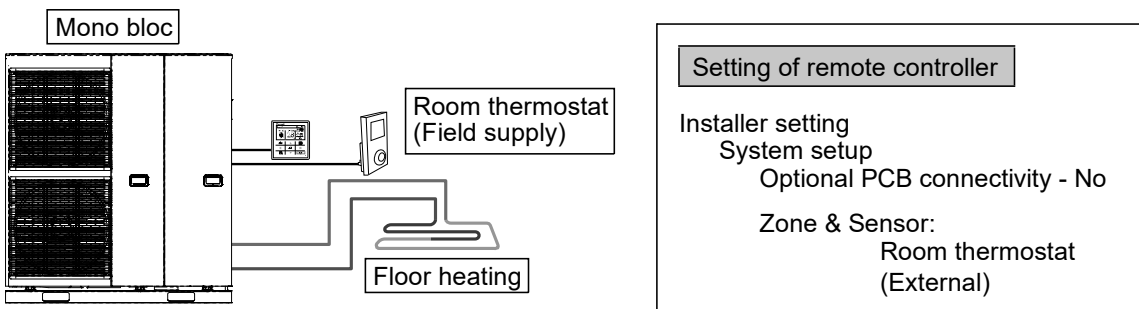 Mono bloc
Room thermostat
(Field supply)
Floor heating
Setting of remote controller
Installer setting
System setup
Optional PCB connectivity - No
Zone & Sensor:
Room thermostat
(External)